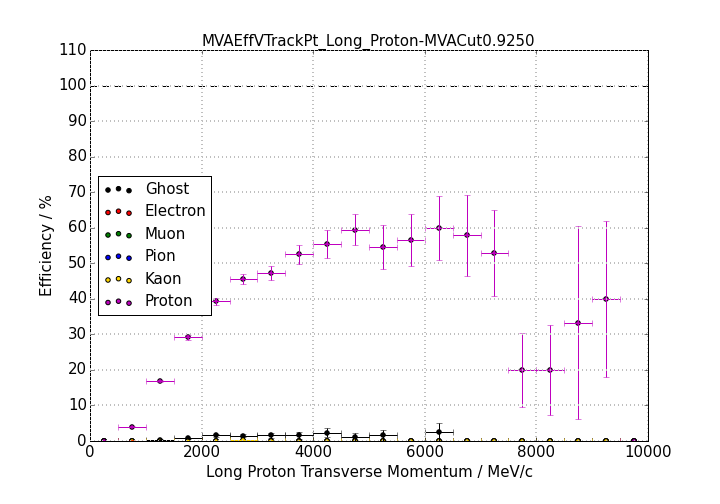 MVAEffVTrackPt_Long_Proton-MVACut0.9250
110
100
90
80
70
60
50
40
30
20
10
0
Efficiency / %
Ghost
Electron
Muon
Pion
Kaon
Proton
0 2000 4000 6000 8000 10000
Long Proton Transverse Momentum / MeV/c